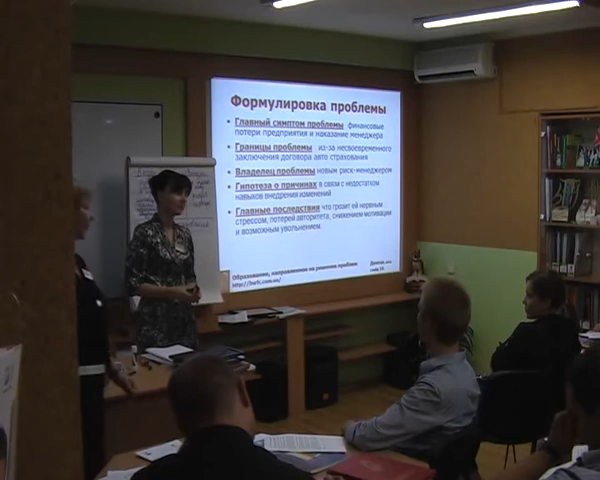 Формулировка проблемы
• Главный симптом проблемы финансовые
потери предприятия и наказание менеджера
• Границы проблемы из-за несвоевременного
заключения договора авто страхования
• Владелец проблемы новым риск-менеджером
• Гипотеза о причинах в связи с недостатком
навыков внедрения изменений
• Главные последствия что грозит ей нервным
стрессом, потерей авторитета, снижением мотивации
и возможным увольнением.
Образование, направленное на решение проблем